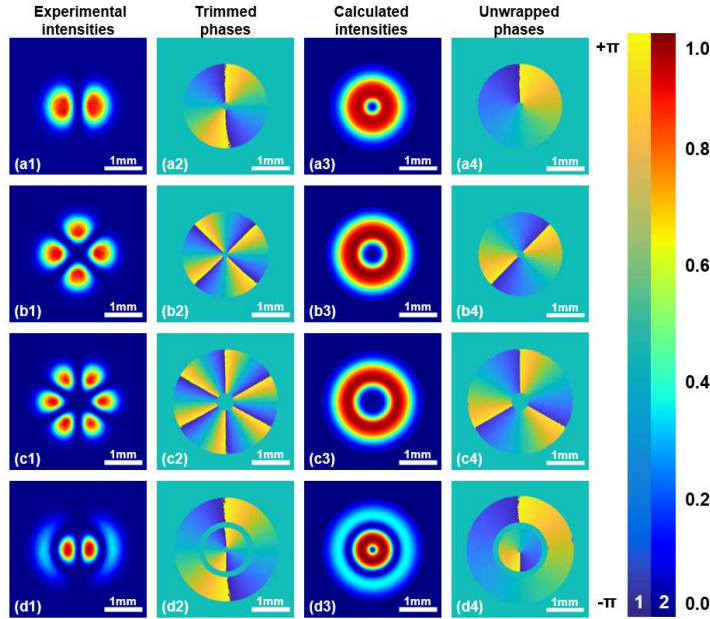 Experimental Trimmed Calculated Unwrapped
intensities phases intensities phases
+π 1.0
1mm 1mm 1mm 1mm
(a1) (a2) (a3) (a4)
0.8
1mm 1mm 1mm 1mm
(b1) (b2) (b3) (b4)
0.6
0.4
1mm 1mm 1mm 1mm
(c1) (c2) (c3) (c4)
0.2
1mm 1mm 1mm 1mm
(d1) (d2) (d3) (d4)
-π 1 2 0.0